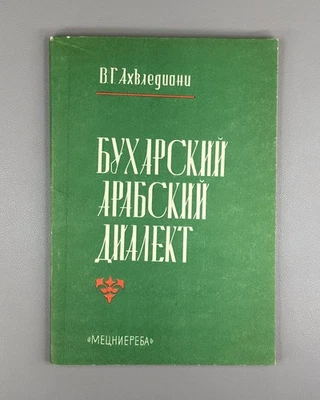 В.Г.Ахвледиани
БУХАРСКИЙ
АРАБСКИЙ
ДИАЛЕКТ
«МЕЦНИЕРЕБА»